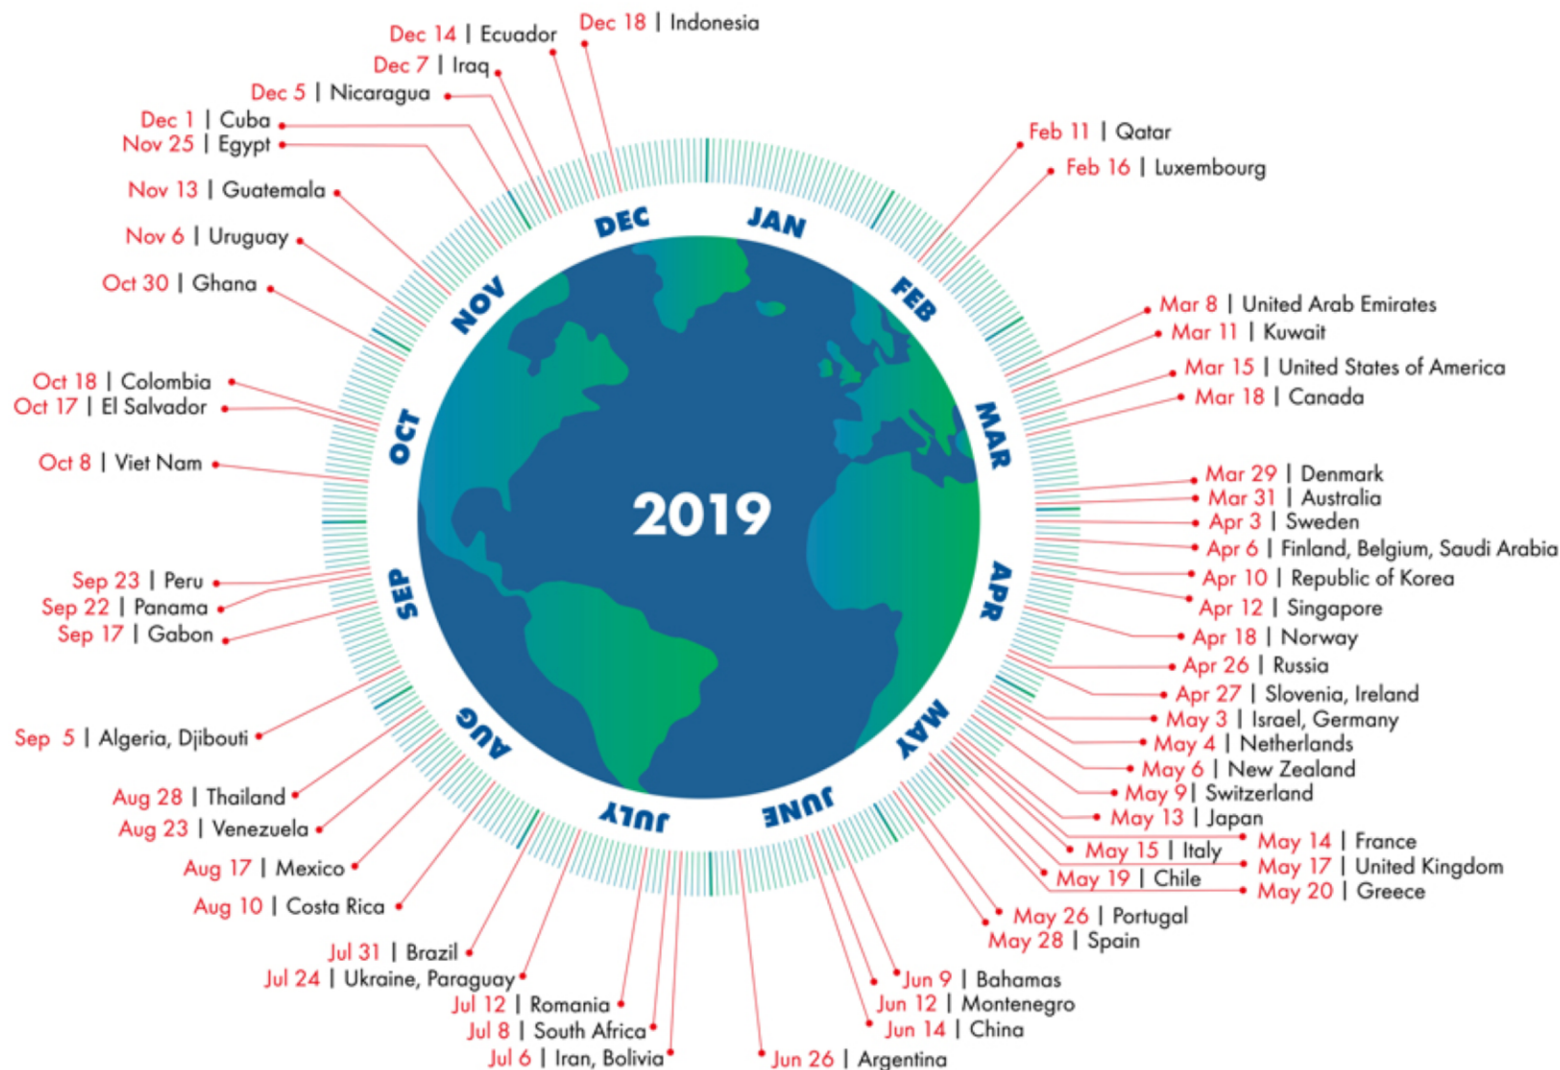 Dec 18 | Indonesia
Dec 14 | Ecuador
Dec 7 | Iraq
Dec 5 | Nicaragua
Dec 1 | Cuba
Nov 25 | Egypt
Nov 13 | Guatemala
Nov 6 | Uruguay
Oct 30 | Ghana
Oct 18 | Colombia
Oct 17 | El Salvador
Oct 8 | Viet Nam
Sep 23 | Peru
Sep 22 | Panama
Sep 17 | Gabon
Sep 5 | Algeria, Djibouti
Aug 28 | Thailand
Aug 23 | Venezuela
Aug 17 | Mexico
Aug 10 | Costa Rica
Jul 31 | Brazil
Jul 24 | Ukraine, Paraguay
Jul 12 | Romania
Jul 8 | South Africa
Jul 6 | Iran, Bolivia
Feb 11 | Qatar
Feb 16 | Luxembourg
Mar 8 | United Arab Emirates
Mar 11 | Kuwait
Mar 15 | United States of America
Mar 18 | Canada
Mar 29 | Denmark
Mar 31 | Australia
Apr 3 | Sweden
Apr 6 | Finland, Belgium, Saudi Arabia
Apr 10 | Republic of Korea
Apr 12 | Singapore
Apr 18 | Norway
Apr 26 | Russia
Apr 27 | Slovenia, Ireland
May 3 | Israel, Germany
May 4 | Netherlands
May 6 | New Zealand
May 9| Switzerland
May 13 | Japan
May 14 | France
May 15 | Italy
May 17 | United Kingdom
May 19 | Chile
May 20 | Greece
May 26 | Portugal
May 28 | Spain
Jun 9 | Bahamas
Jun 12 | Montenegro
Jun 14 | China
Jun 26 | Argentina
JAN
FEB
MAR
APR
MAY
JUNE
JULY
AUG
SEP
OCT
NOV
DEC
2019